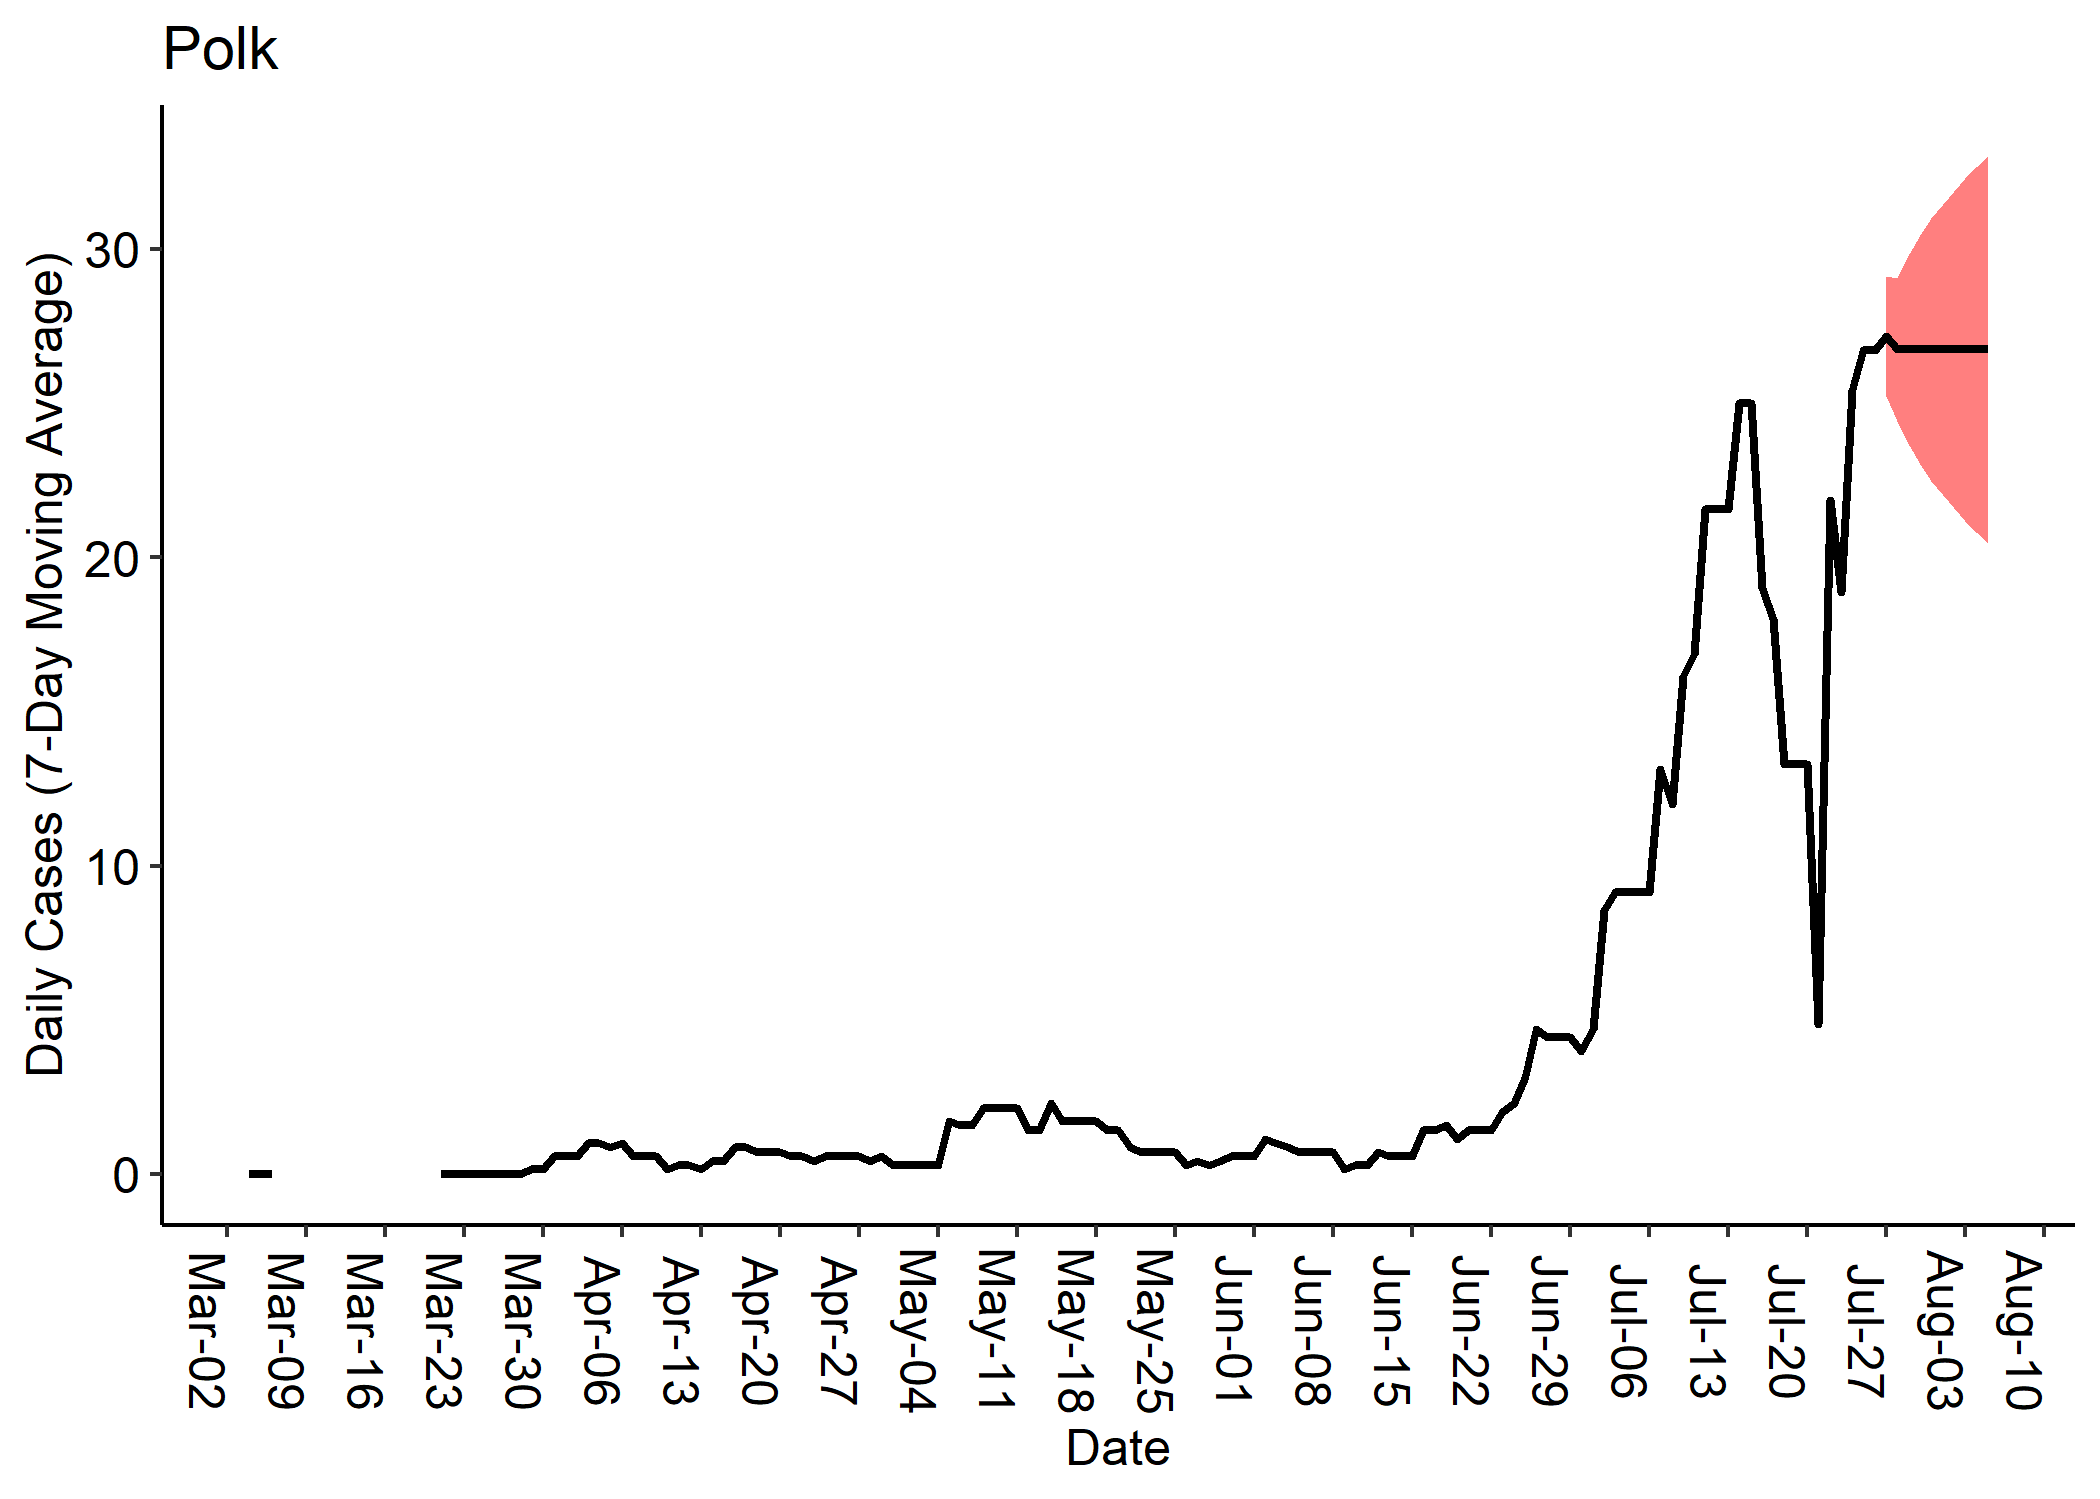 Polk
Daily Cases (7-Day Moving Average)
30
20
10
0
Mar-02
Mar-09
Mar-16
Mar-23
Mar-30
Apr-06
Apr-13
Apr-20
Apr-27
May-04
May-11
May-18
May-25
Jun-01
Jun-08
Jun-15
Jun-22
Jun-29
Jul-06
Jul-13
Jul-20
Jul-27
Aug-03
Aug-10
Date